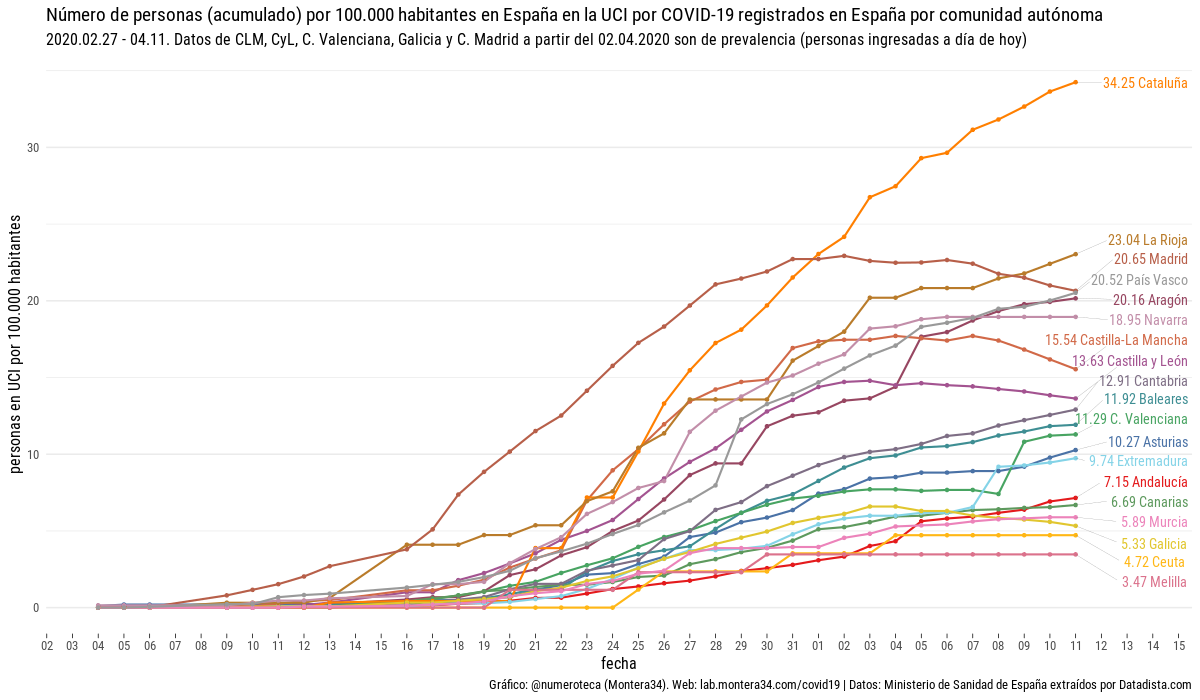 Número de personas (acumulado) por 100.000 habitantes en España en la UCI por COVID-19 registrados en España por comunidad autónoma
2020.02.27 - 04.11. Datos de CLM, CyL, C. Valenciana, Galicia y C. Madrid a partir del 02.04.2020 son de prevalencia (personas ingresadas a día de hoy)
personas en UCI por 100.000 habitantes
30
20
10
0
34.25 Cataluña
23.04 La Rioja
20.65 Madrid
20.52 País Vasco
20.16 Aragón
18.95 Navarra
15.54 Castilla-La Mancha
13.63 Castilla y León
12.91 Cantabria
11.92 Baleares
11.29 C. Valenciana
10.27 Asturias
9.74 Extremadura
7.15 Andalucía
6.69 Canarias
5.89 Murcia
5.33 Galicia
4.72 Ceuta
3.47 Melilla
02 03 04 05 06 07 08 09 10 11 12 13 14 15 16 17 18 19 20 21 22 23 24 25 26 27 28 29 30 31 01 02 03 04 05 06 07 08 09 10 11 12 13 14 15
fecha
Gráfico: @numeroteca (Montera34). Web: lab.montera34.com/covid19 | Datos: Ministerio de Sanidad de España extraídos por Datadista.com